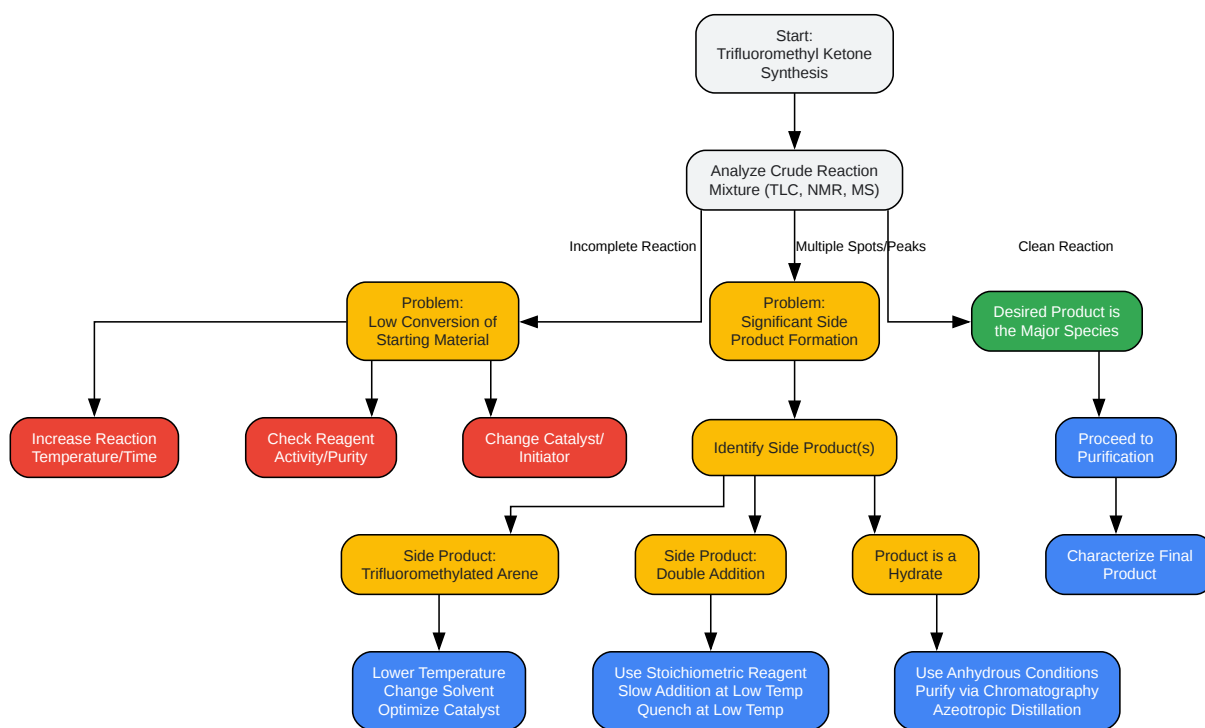 Start:
Trifluoromethyl Ketone
Synthesis
Analyze Crude Reaction
Mixture (TLC, NMR, MS)
Incomplete Reaction
Multiple Spots/Peaks
Clean Reaction
Problem:
Low Conversion of
Starting Material
Problem:
Significant Side
Product Formation
Desired Product is
the Major Species
Increase Reaction
Temperature/Time
Check Reagent
Activity/Purity
Change Catalyst/
Initiator
Identify Side Product(s)
Proceed to
Purification
Side Product:
Trifluoromethylated Arene
Side Product:
Double Addition
Product is a
Hydrate
Characterize Final
Product
Lower Temperature
Change Solvent
Optimize Catalyst
Use Stoichiometric Reagent
Slow Addition at Low Temp
Quench at Low Temp
Use Anhydrous Conditions
Purify via Chromatography
Azeotropic Distillation